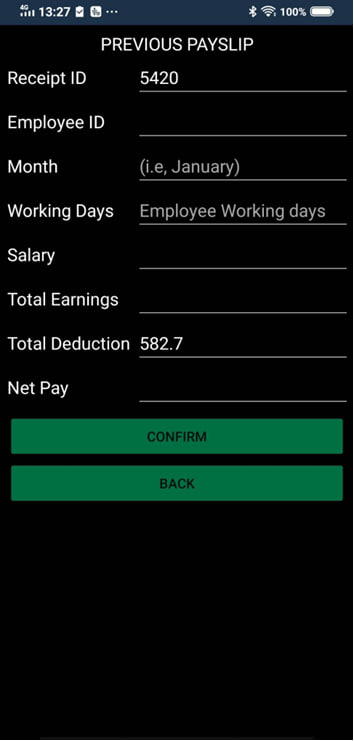 4G 13:27 ... 100%
PREVIOUS PAYSLIP
Receipt ID 5420
Employee ID
Month (i.e, January)
Working Days Employee Working days
Salary
Total Earnings
Total Deduction 582.7
Net Pay
CONFIRM
BACK